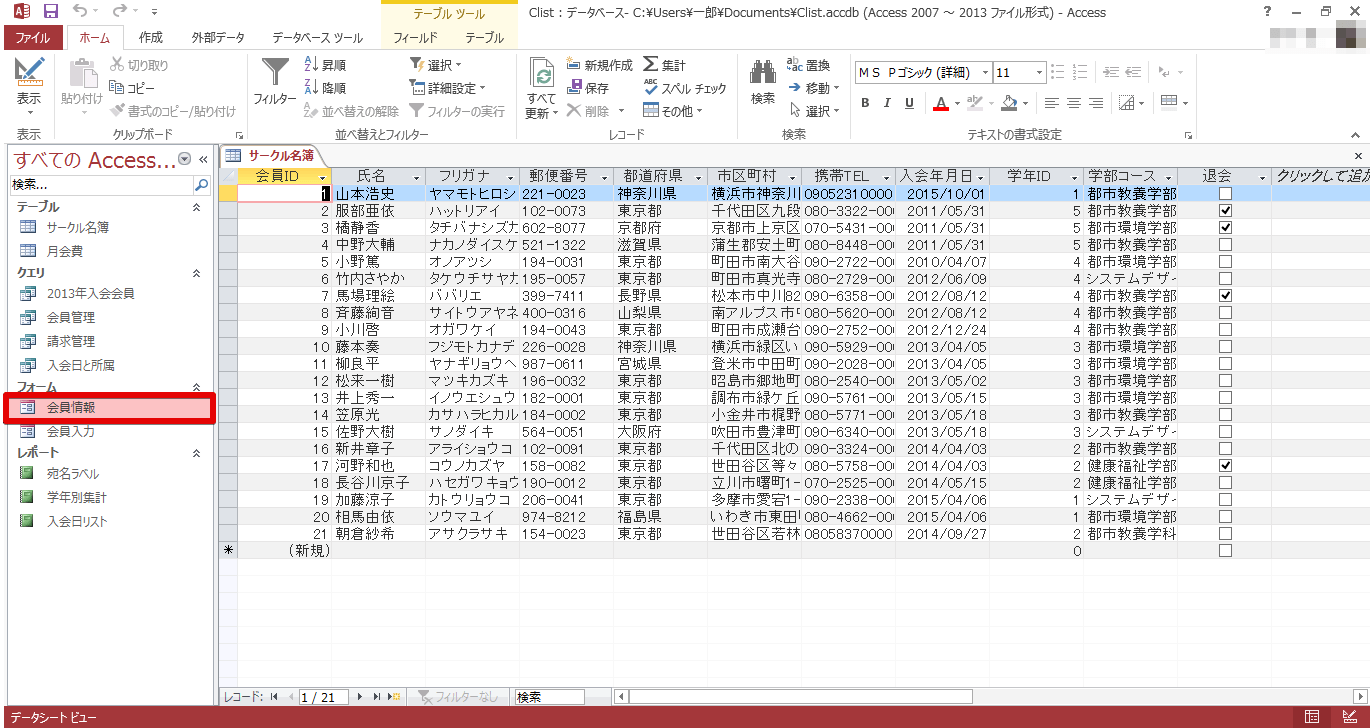 テーブル ツール
Clist : データベース- C:¥Users¥一郎¥Documents¥Clist.accdb (Access 2007 ～ 2013 ファイル形式) - Access
ファイル ホーム 作成 外部データ データベース ツール フィールド テーブル
表示
表示
貼り付け
切り取り
コピー
書式のコピー/貼り付け
クリップボード
フィルター
昇順
降順
並べ替えの解除
選択
詳細設定
フィルターの実行
並べ替えとフィルター
すべて
更新
新規作成
保存
削除
集計
スペル チェック
その他
レコード
検索
置換
移動
選択
検索
ＭＳ Ｐゴシック (詳細) 11
B I U A
テキストの書式設定
すべての Access...
検索...
テーブル
サークル名簿
月会費
クエリ
2013年入会会員
会員管理
請求管理
入会日と所属
フォーム
会員情報
会員入力
レポート
宛名ラベル
学年別集計
入会日リスト
サークル名簿
会員ID 氏名 フリガナ 郵便番号 都道府県 市区町村 携帯TEL 入会年月日 学年ID 学部コース 退会 クリックして追加
1 山本浩史 ヤマモトヒロシ 221-0023 神奈川県 横浜市神奈川 09052310000 2015/10/01 1 都市教養学部
2 服部亜依 ハットリアイ 102-0073 東京都 千代田区九段 080-3322-00 2011/05/31 5 都市教養学部
3 橘静香 タチバナシズカ 602-8077 京都府 京都市上京区 070-5431-00 2011/05/31 5 都市環境学部
4 中野大輔 ナカノダイスケ 521-1322 滋賀県 蒲生郡安土町 080-8448-00 2011/05/31 5 都市教養学部
5 小野篤 オノアツシ 194-0031 東京都 町田市南大谷 090-2722-00 2010/04/07 4 都市環境学部
6 竹内さやか タケウチサヤカ 195-0057 東京都 町田市真光寺 080-2729-00 2012/06/09 4 システムデザイ
7 馬場理絵 ババリエ 399-7411 長野県 松本市中川82 090-6358-00 2012/08/12 4 都市教養学部
8 斉藤絢音 サイトウアヤネ 400-0316 山梨県 南アルプス市 080-5620-00 2012/08/12 4 都市教養学部
9 小川啓 オガワケイ 194-0043 東京都 町田市成瀬台 090-2752-00 2012/12/24 4 都市教養学部
10 藤本奏 フジモトカナデ 226-0028 神奈川県 横浜市緑区い 090-5929-00 2013/04/05 3 都市環境学部
11 柳良平 ヤナギリョウヘ 987-0611 宮城県 登米市中田町 090-2028-00 2013/04/05 3 都市教養学部
12 松来一樹 マツキカズキ 196-0032 東京都 昭島市郷地町 080-2540-00 2013/05/02 3 都市教養学部
13 井上秀一 イノウエシュウ 182-0001 東京都 調布市緑ケ丘 090-5761-00 2013/05/15 3 都市環境学部
14 笠原光 カサハラヒカル 184-0002 東京都 小金井市梶野 080-5771-00 2013/05/18 3 都市教養学部
15 佐野大樹 サノダイキ 564-0051 大阪府 吹田市豊津町 090-6340-00 2013/05/18 3 システムデザイ
16 新井章子 アライショウコ 102-0091 東京都 千代田区北の 090-3324-00 2014/04/03 2 都市教養学部
17 河野和也 コウノカズヤ 158-0082 東京都 世田谷区等々 080-5758-00 2014/04/03 2 健康福祉学部
18 長谷川京子 ハセガワキョウ 190-0012 東京都 立川市曙町1- 070-2525-00 2014/05/15 2 健康福祉学部
19 加藤涼子 カトウリョウコ 206-0041 東京都 多摩市愛宕1- 090-2338-00 2015/04/06 1 システムデザイ
20 相馬由依 ソウマユイ 974-8212 福島県 いわき市東田 080-4662-00 2015/04/06 1 都市環境学部
21 朝倉紗希 アサクラサキ 154-0023 東京都 世田谷区若林 08058370000 2014/09/27 2 都市教養学科
* (新規) 0
レコード: 1 / 21 フィルターなし 検索
データシート ビュー